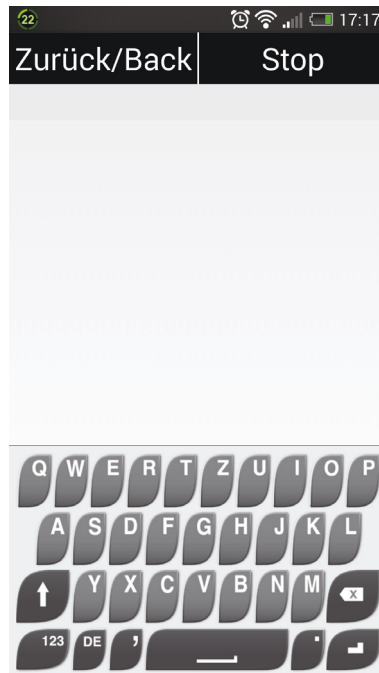 22 17:17
Zurück/Back Stop
Q W E R T Z U I O P
A S D F G H J K L
Y X C V B N M X
123 DE , .